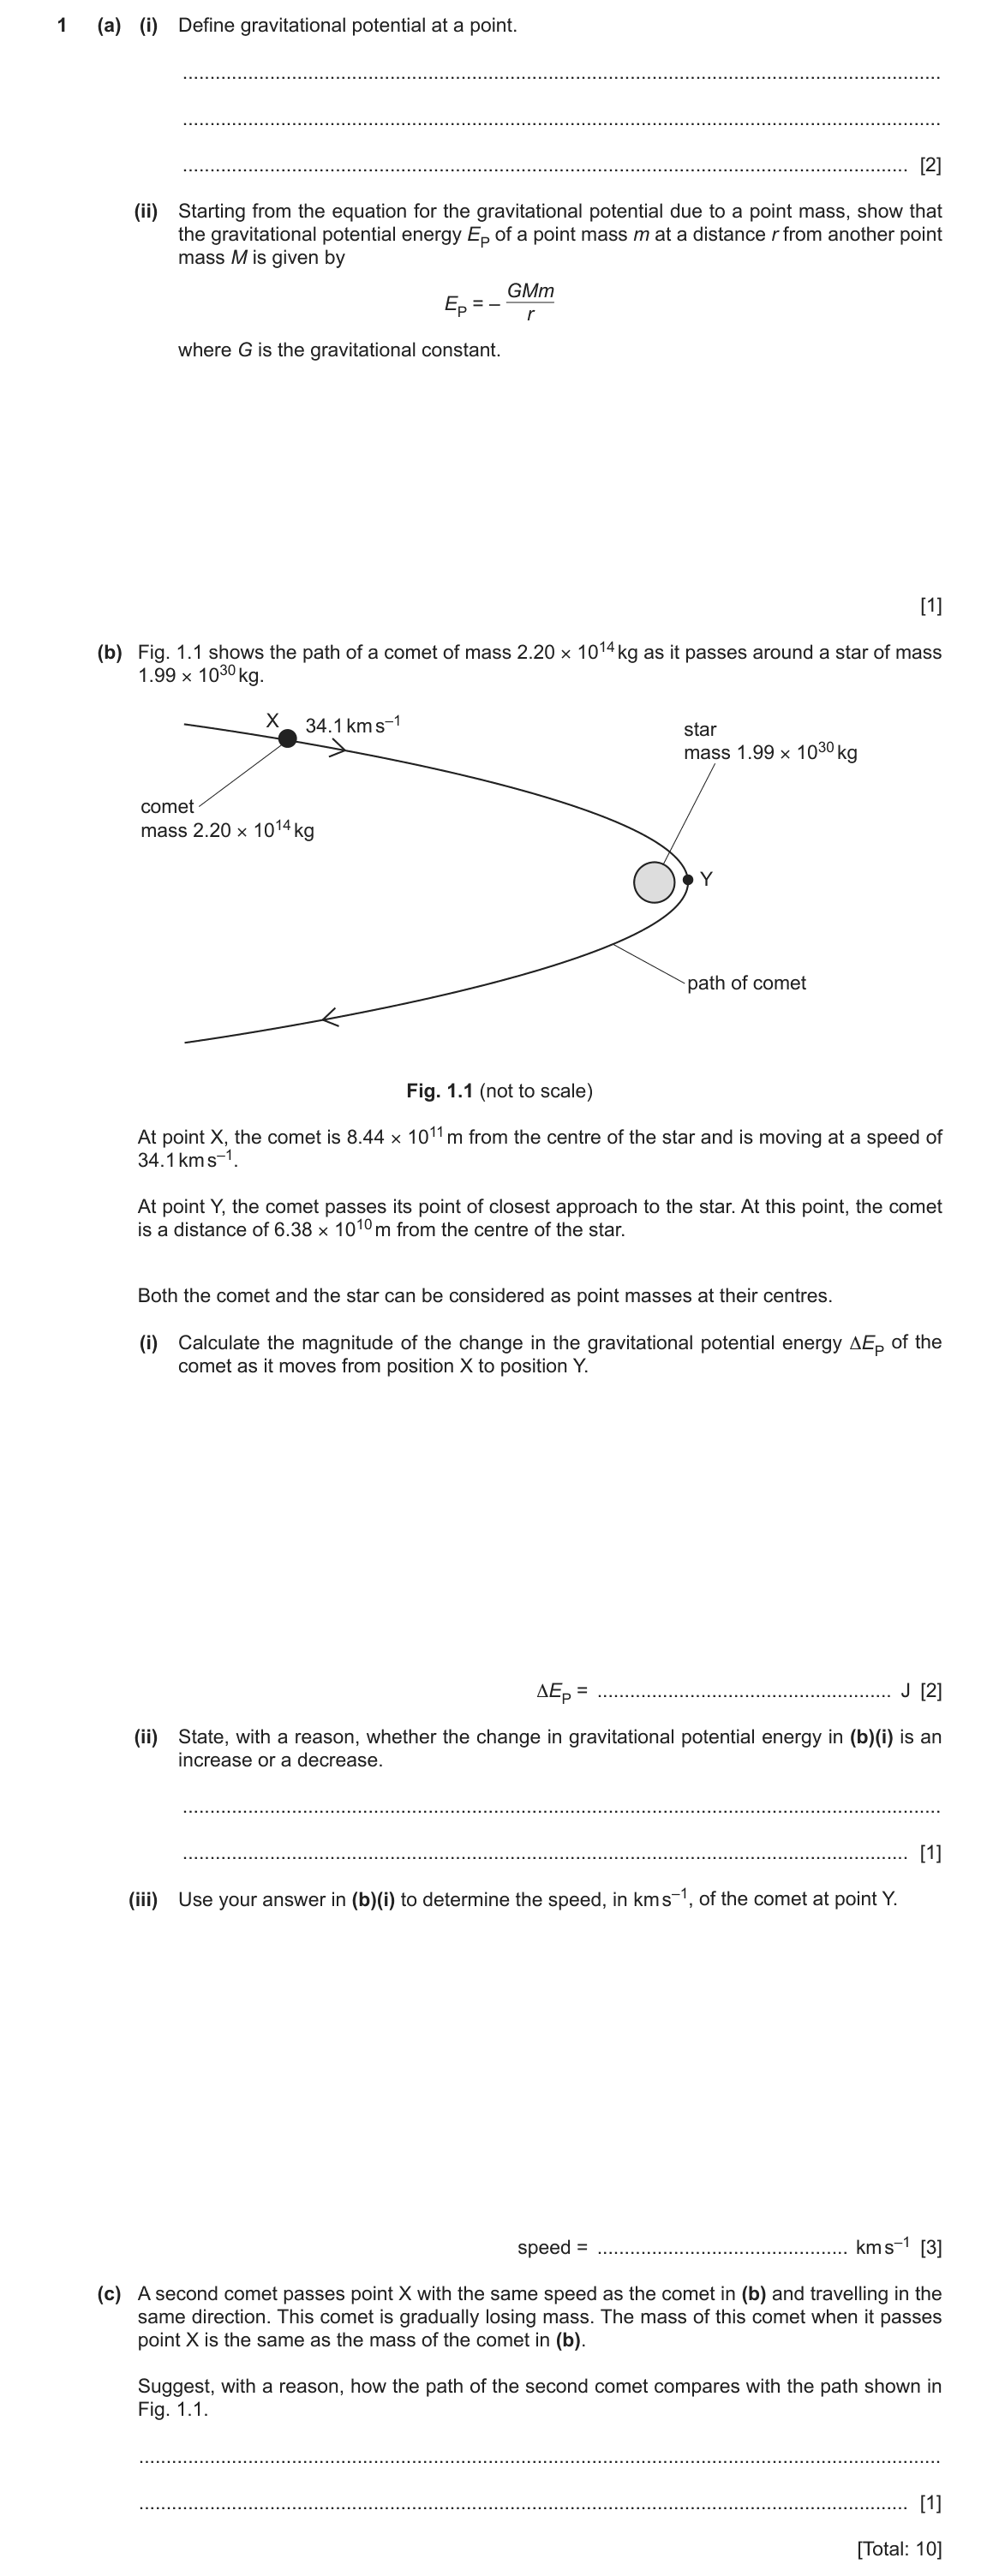 1 (a) (i) Define gravitational potential at a point.
..........................................................................................................................................
..........................................................................................................................................
.................................................................................................................................... [2]
(ii) Starting from the equation for the gravitational potential due to a point mass, show that
the gravitational potential energy E_P of a point mass m at a distance r from another point
mass M is given by
E_P = – GMm/r
where G is the gravitational constant.
[1]
(b) Fig. 1.1 shows the path of a comet of mass 2.20 × 10¹⁴ kg as it passes around a star of mass
1.99 × 10³⁰ kg.
X 34.1 km s⁻¹
star
mass 1.99 × 10³⁰ kg
comet
mass 2.20 × 10¹⁴ kg
Y
path of comet
Fig. 1.1 (not to scale)
At point X, the comet is 8.44 × 10¹¹ m from the centre of the star and is moving at a speed of
34.1 km s⁻¹.
At point Y, the comet passes its point of closest approach to the star. At this point, the comet
is a distance of 6.38 × 10¹⁰ m from the centre of the star.
Both the comet and the star can be considered as point masses at their centres.
(i) Calculate the magnitude of the change in the gravitational potential energy ΔE_P of the
comet as it moves from position X to position Y.
ΔE_P = ..................................................... J [2]
(ii) State, with a reason, whether the change in gravitational potential energy in (b)(i) is an
increase or a decrease.
..........................................................................................................................................
.................................................................................................................................... [1]
(iii) Use your answer in (b)(i) to determine the speed, in km s⁻¹, of the comet at point Y.
speed = .............................................. km s⁻¹ [3]
(c) A second comet passes point X with the same speed as the comet in (b) and travelling in the
same direction. This comet is gradually losing mass. The mass of this comet when it passes
point X is the same as the mass of the comet in (b).
Suggest, with a reason, how the path of the second comet compares with the path shown in
Fig. 1.1.
..................................................................................................................................................
............................................................................................................................................ [1]
[Total: 10]